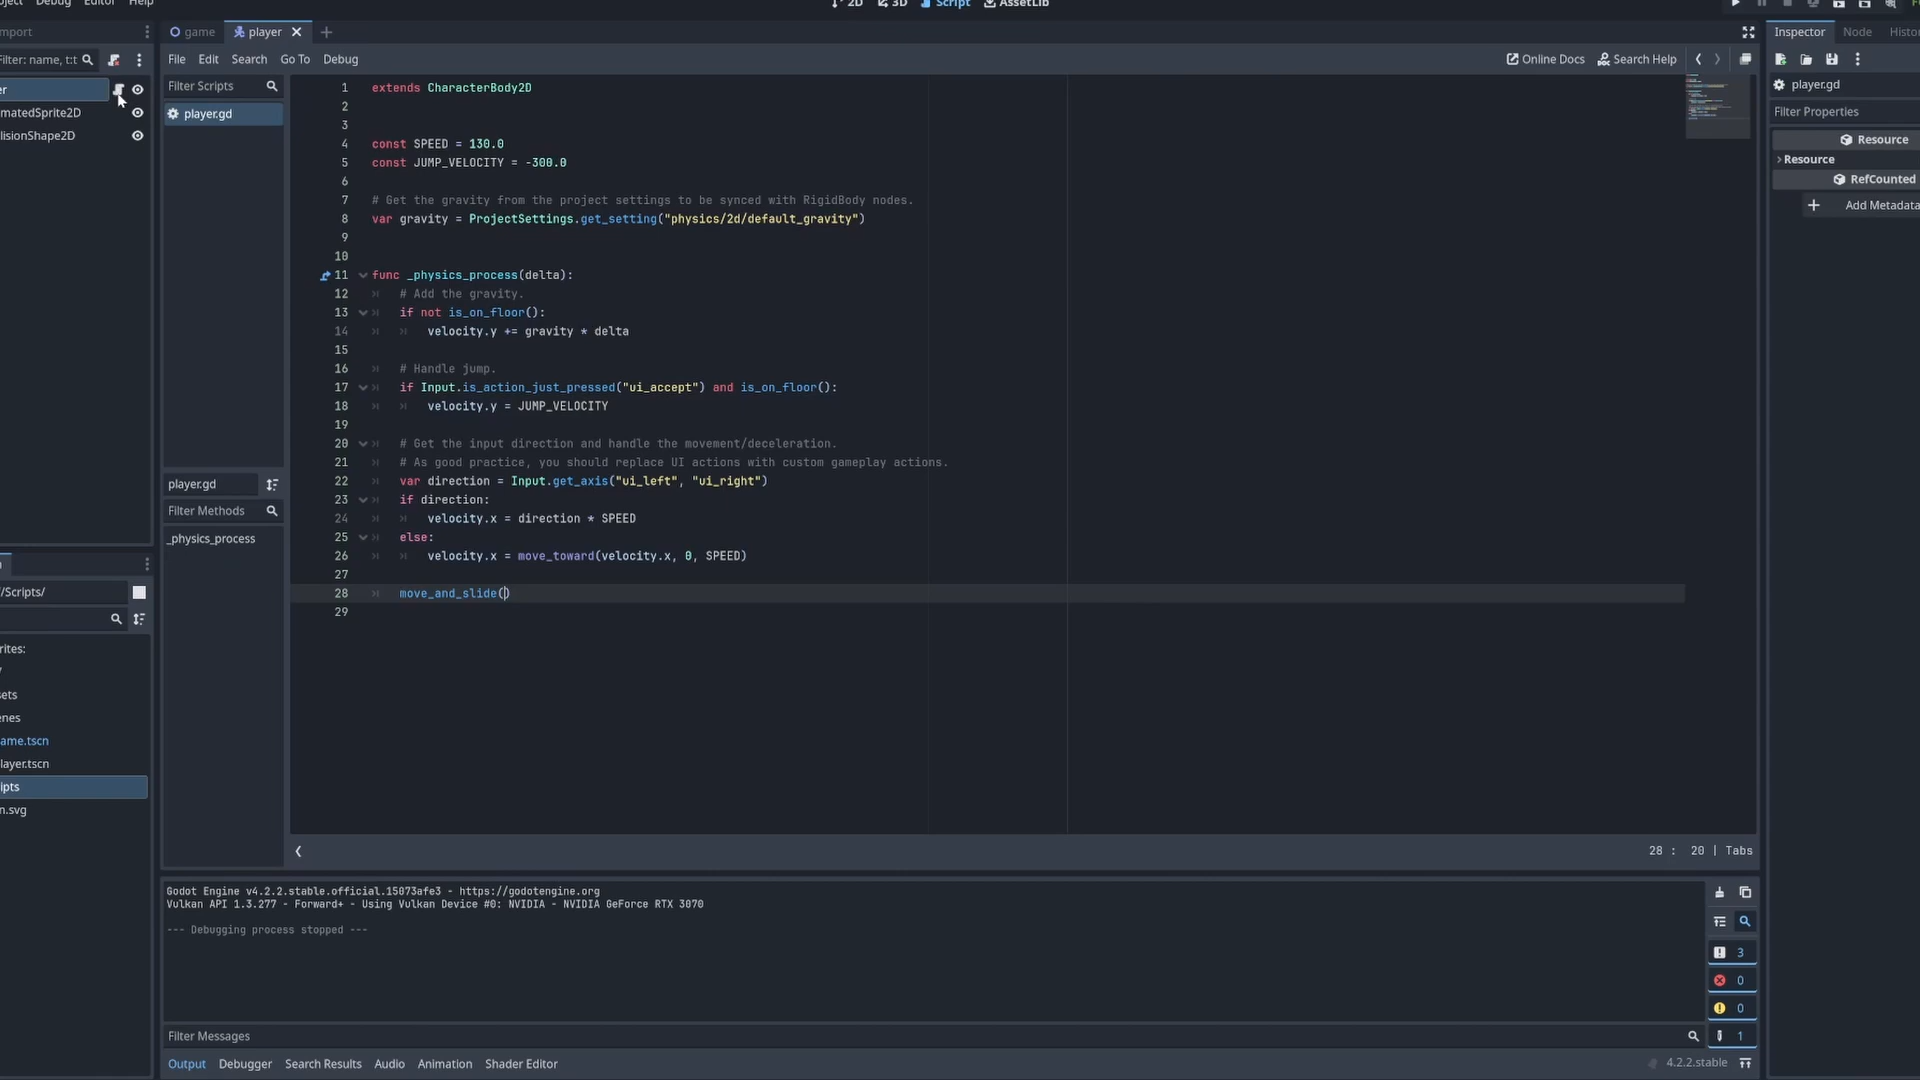 oject Debug Editor Help
2D 3D Script AssetLib
mport
game player
Inspector Node Histo
Filter: name, t:t
File Edit Search Go To Debug
Online Docs Search Help
er
matedSprite2D
lisionShape2D
Filter Scripts
player.gd
player.gd
Filter Properties
Resource
Resource
RefCounted
Add Metadata
1 extends CharacterBody2D
2
3
4 const SPEED = 130.0
5 const JUMP_VELOCITY = -300.0
6
7 # Get the gravity from the project settings to be synced with RigidBody nodes.
8 var gravity = ProjectSettings.get_setting("physics/2d/default_gravity")
9
10
11 func _physics_process(delta):
12 # Add the gravity.
13 if not is_on_floor():
14 velocity.y += gravity * delta
15
16 # Handle jump.
17 if Input.is_action_just_pressed("ui_accept") and is_on_floor():
18 velocity.y = JUMP_VELOCITY
19
20 # Get the input direction and handle the movement/deceleration.
21 # As good practice, you should replace UI actions with custom gameplay actions.
22 var direction = Input.get_axis("ui_left", "ui_right")
23 if direction:
24 velocity.x = direction * SPEED
25 else:
26 velocity.x = move_toward(velocity.x, 0, SPEED)
27
28 move_and_slide()
29
player.gd
Filter Methods
_physics_process
/Scripts/
rites:
/
sets
enes
ame.tscn
layer.tscn
ipts
n.svg
28 : 20 | Tabs
Godot Engine v4.2.2.stable.official.15073afe3 - https://godotengine.org
Vulkan API 1.3.277 - Forward+ - Using Vulkan Device #0: NVIDIA - NVIDIA GeForce RTX 3070
--- Debugging process stopped ---
3
0
0
1
Filter Messages
Output Debugger Search Results Audio Animation Shader Editor
4.2.2.stable